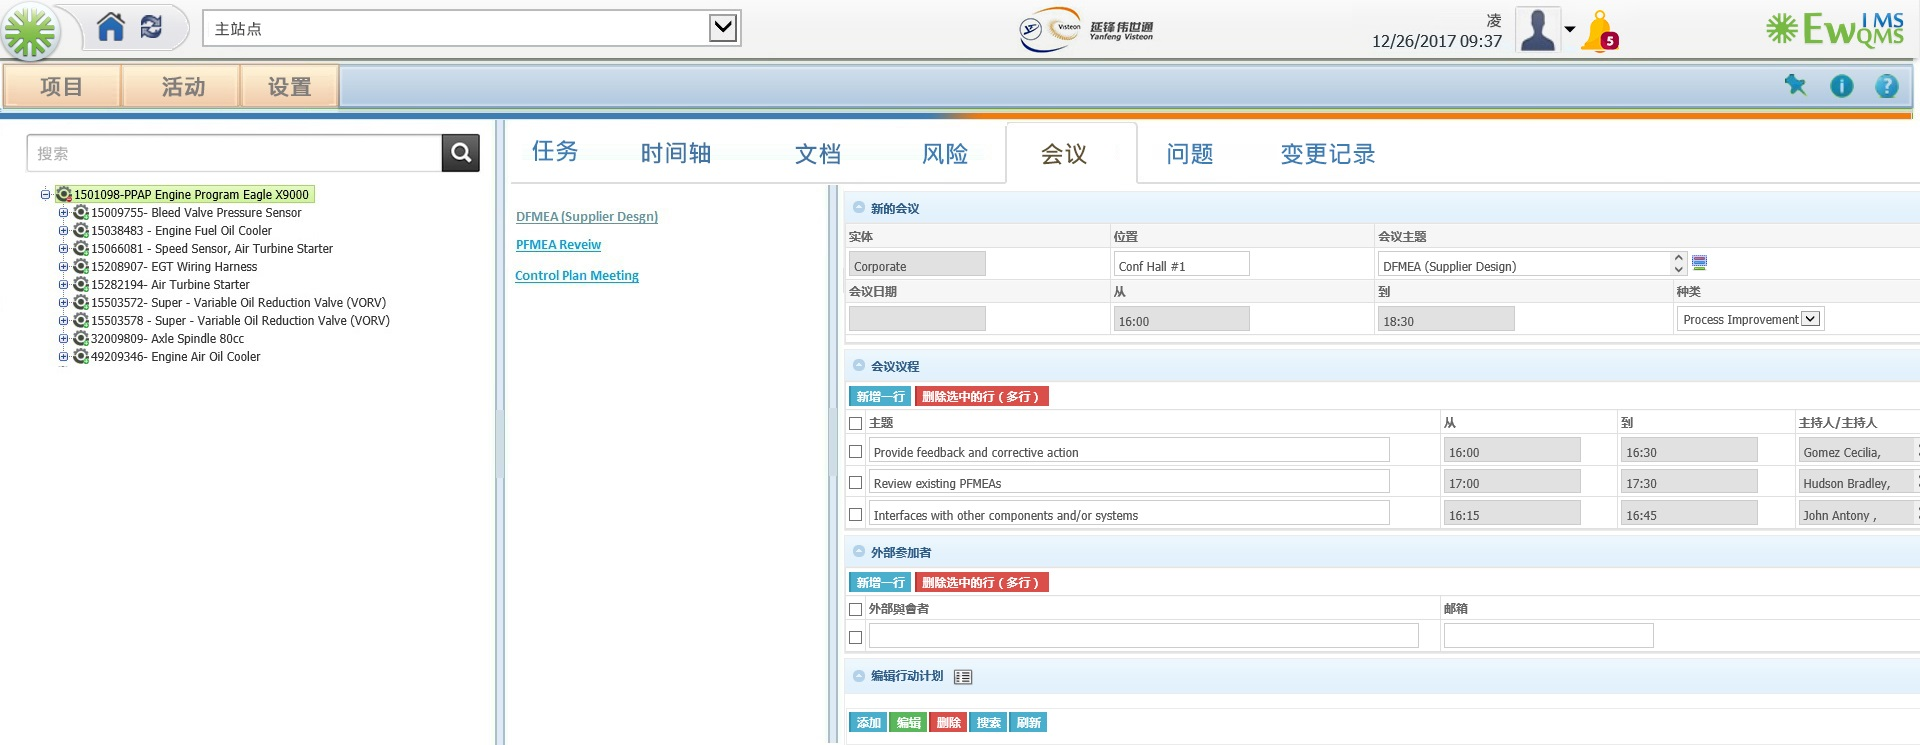 主站点
Visteon
延锋伟世通
Yanfeng Visteon
凌
12/26/2017 09:37
5
EwIMS
QMS
项目
活动
设置
搜索
任务
时间轴
文档
风险
会议
问题
变更记录
1501098-PPAP Engine Program Eagle X9000
15009755- Bleed Valve Pressure Sensor
15038483 - Engine Fuel Oil Cooler
15066081 - Speed Sensor, Air Turbine Starter
15208907- EGT Wiring Harness
15282194- Air Turbine Starter
15503572- Super - Variable Oil Reduction Valve (VORV)
15503578 - Super - Variable Oil Reduction Valve (VORV)
32009809- Axle Spindle 80cc
49209346- Engine Air Oil Cooler
DFMEA (Supplier Desgn)
PFMEA Reveiw
Control Plan Meeting
新的会议
实体
位置
会议主题
Corporate
Conf Hall #1
DFMEA (Supplier Design)
会议日期
从
到
种类
16:00
18:30
Process Improvement
会议议程
新增一行
删除选中的行 ( 多行 )
主题
从
到
主持人/主持人
Provide feedback and corrective action
16:00
16:30
Gomez Cecilia,
Review existing PFMEAs
17:00
17:30
Hudson Bradley,
Interfaces with other components and/or systems
16:15
16:45
John Antony ,
外部参加者
新增一行
删除选中的行 ( 多行 )
外部與會者
邮箱
编辑行动计划
添加
编辑
删除
搜索
刷新